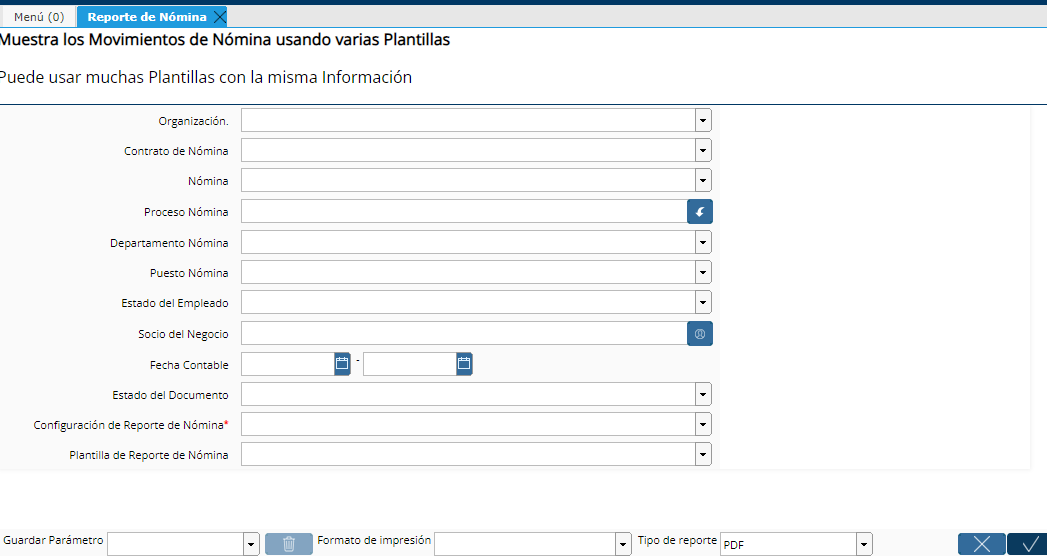 Menú (0) Reporte de Nómina
Muestra los Movimientos de Nómina usando varias Plantillas
Puede usar muchas Plantillas con la misma Información
Organización.
Contrato de Nómina
Nómina
Proceso Nómina
Departamento Nómina
Puesto Nómina
Estado del Empleado
Socio del Negocio
Fecha Contable -
Estado del Documento
Configuración de Reporte de Nómina*
Plantilla de Reporte de Nómina
Guardar Parámetro Formato de impresión Tipo de reporte PDF